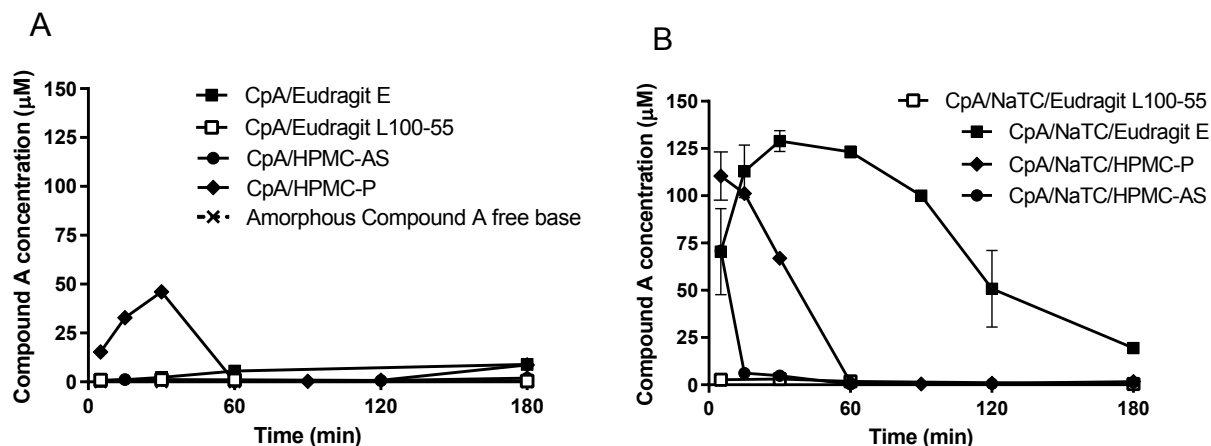 A
Compound A concentration (μM)
150
125
100
75
50
25
0
CpA/Eudragit E
CpA/Eudragit L100-55
CpA/HPMC-AS
CpA/HPMC-P
Amorphous Compound A free base
0
60
120
180
Time (min)
B
Compound A concentration (μM)
150
125
100
75
50
25
0
CpA/NaTC/Eudragit L100-55
CpA/NaTC/Eudragit E
CpA/NaTC/HPMC-P
CpA/NaTC/HPMC-AS
0
60
120
180
Time (min)